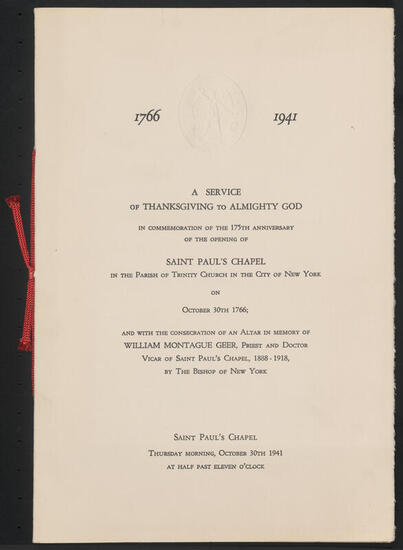 1766 1941
A SERVICE
OF THANKSGIVING TO ALMIGHTY GOD
IN COMMEMORATION OF THE 175TH ANNIVERSARY
OF THE OPENING OF
SAINT PAUL'S CHAPEL
IN THE PARISH OF TRINITY CHURCH IN THE CITY OF NEW YORK
ON
OCTOBER 30TH 1766;
AND WITH THE CONSECRATION OF AN ALTAR IN MEMORY OF
WILLIAM MONTAGUE GEER, PRIEST AND DOCTOR
VICAR OF SAINT PAUL'S CHAPEL, 1888-1918,
BY THE BISHOP OF NEW YORK
SAINT PAUL'S CHAPEL
THURSDAY MORNING, OCTOBER 30TH 1941
AT HALF PAST ELEVEN O'CLOCK